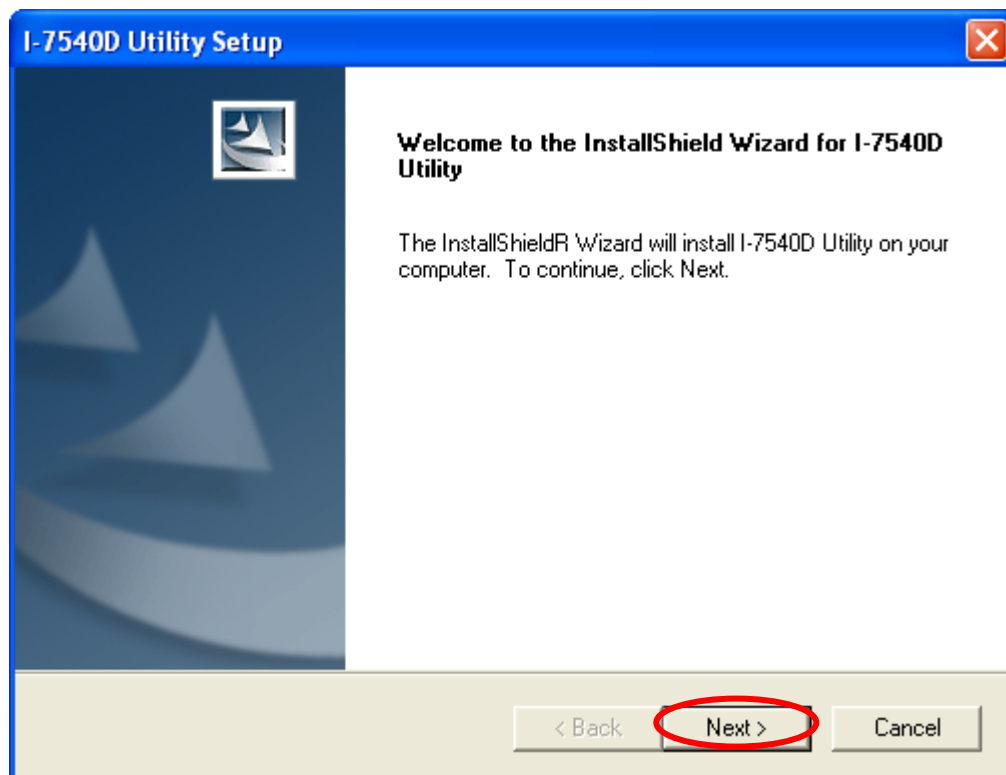 I-7540D Utility Setup
Welcome to the InstallShield Wizard for I-7540D
Utility
The InstallShieldR Wizard will install I-7540D Utility on your
computer.  To continue, click Next.
< Back
Next >
Cancel